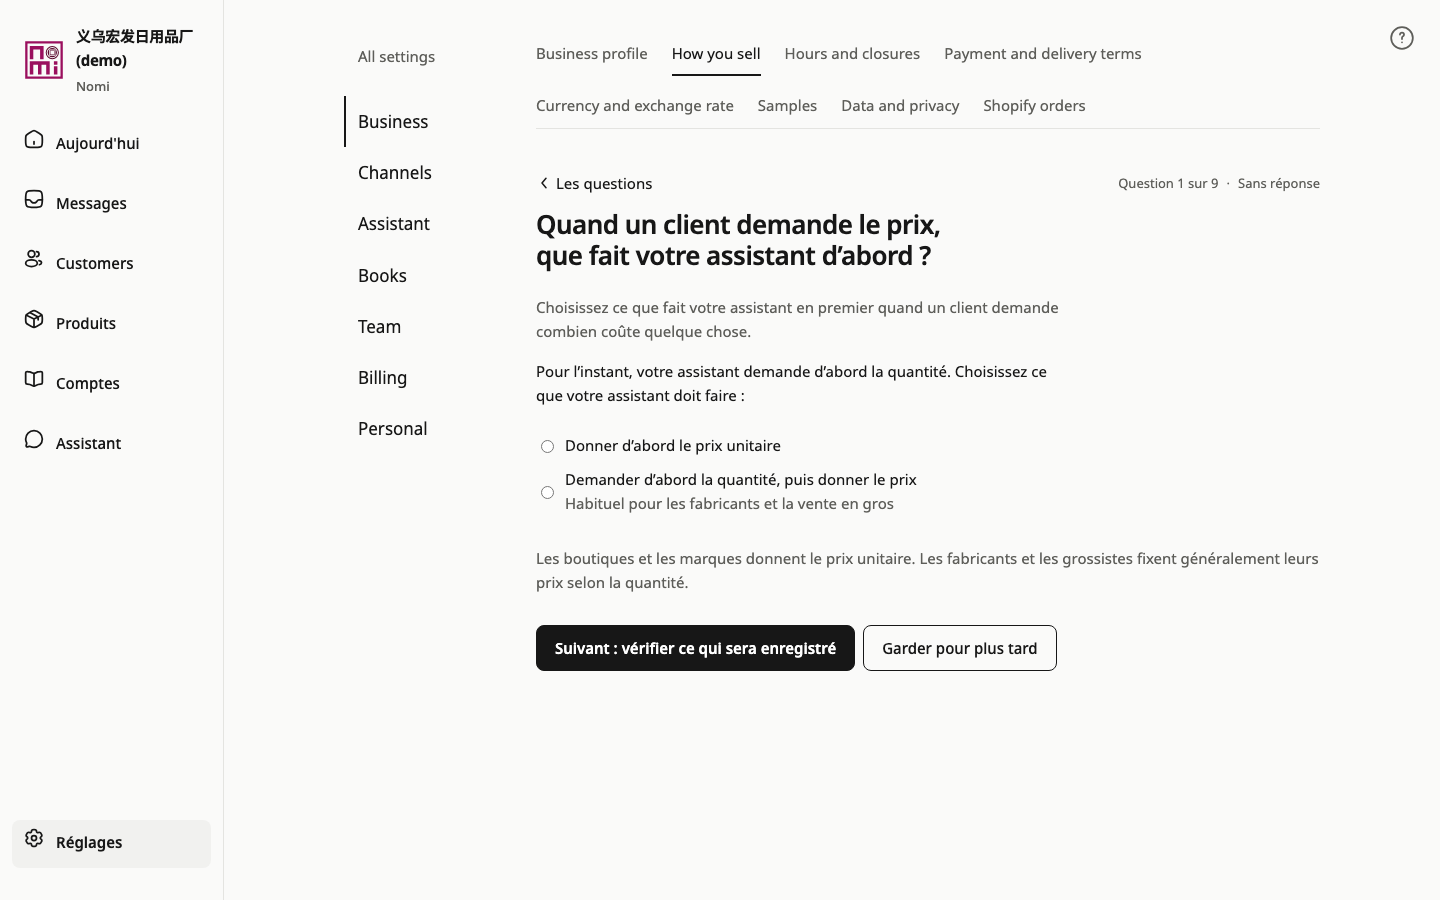 义乌宏发日用品厂
(demo)
Nomi
Aujourd'hui
Messages
Customers
Produits
Comptes
Assistant
Réglages
All settings
Business
Channels
Assistant
Books
Team
Billing
Personal
Business profile How you sell Hours and closures Payment and delivery terms
Currency and exchange rate Samples Data and privacy Shopify orders
Les questions
Question 1 sur 9 · Sans réponse
Quand un client demande le prix,
que fait votre assistant d’abord ?
Choisissez ce que fait votre assistant en premier quand un client demande
combien coûte quelque chose.
Pour l’instant, votre assistant demande d’abord la quantité. Choisissez ce
que votre assistant doit faire :
Donner d’abord le prix unitaire
Demander d’abord la quantité, puis donner le prix
Habituel pour les fabricants et la vente en gros
Les boutiques et les marques donnent le prix unitaire. Les fabricants et les grossistes fixent généralement leurs
prix selon la quantité.
Suivant : vérifier ce qui sera enregistré
Garder pour plus tard